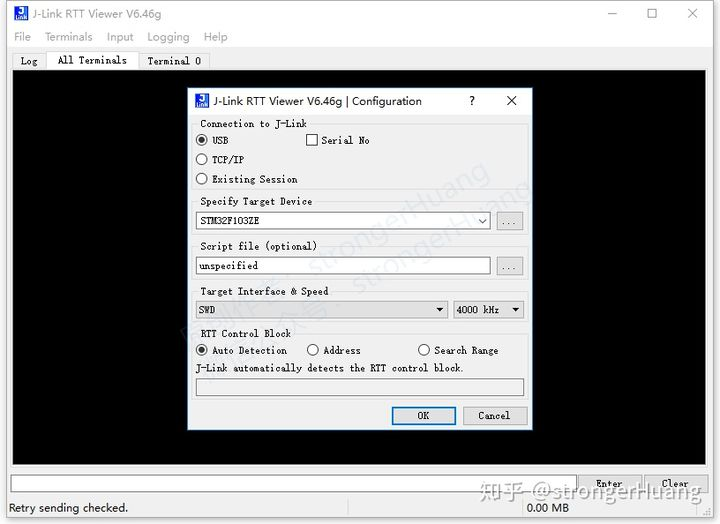 J-Link RTT Viewer V6.46g
File Terminals Input Logging Help
Log All Terminals Terminal 0
J-Link RTT Viewer V6.46g | Configuration
Connection to J-Link
USB Serial No
TCP/IP
Existing Session
Specify Target Device
STM32F103ZE ...
Script file (optional)
unspecified ...
Target Interface & Speed
SWD 4000 kHz
RTT Control Block
Auto Detection Address Search Range
J-Link automatically detects the RTT control block.
OK Cancel
strongerHuang
strongerHuang
Enter Clear
知乎 @strongerHuang
Retry sending checked. 0.00 MB